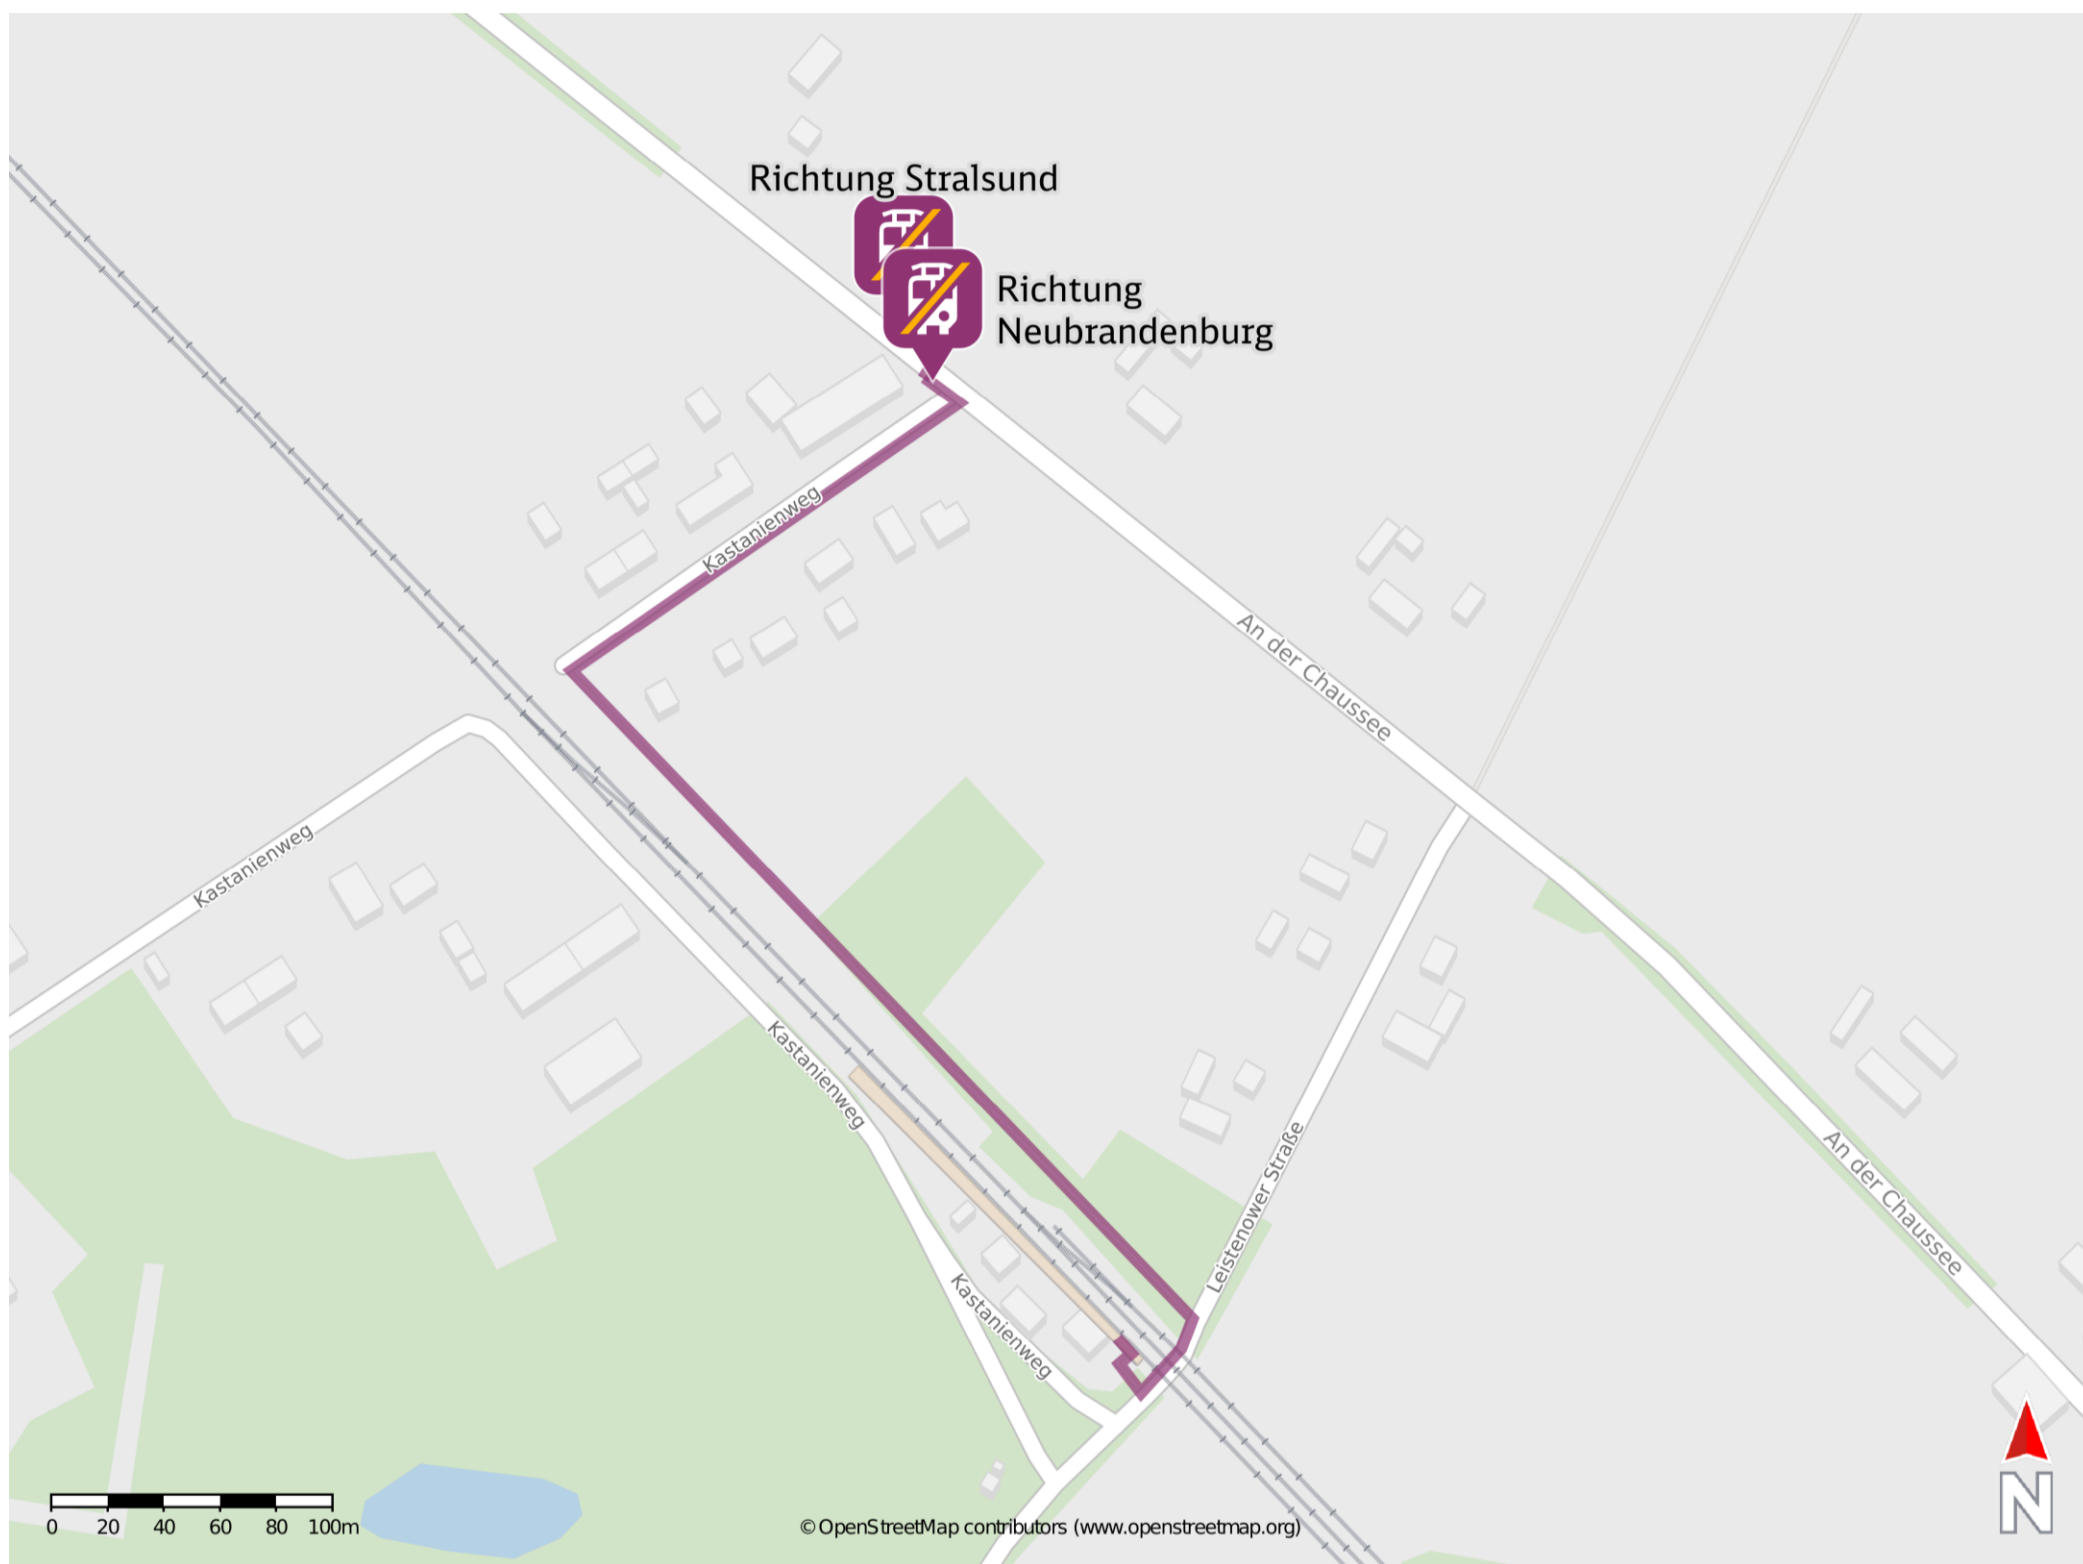 Richtung Stralsund
Richtung
Neubrandenburg
Kastanienweg
An der Chaussee
Kastanienweg
Kastanienweg
Leistenower Straße
An der Chaussee
Kastanienweg
0 20 40 60 80 100m
© OpenStreetMap contributors (www.openstreetmap.org)
N